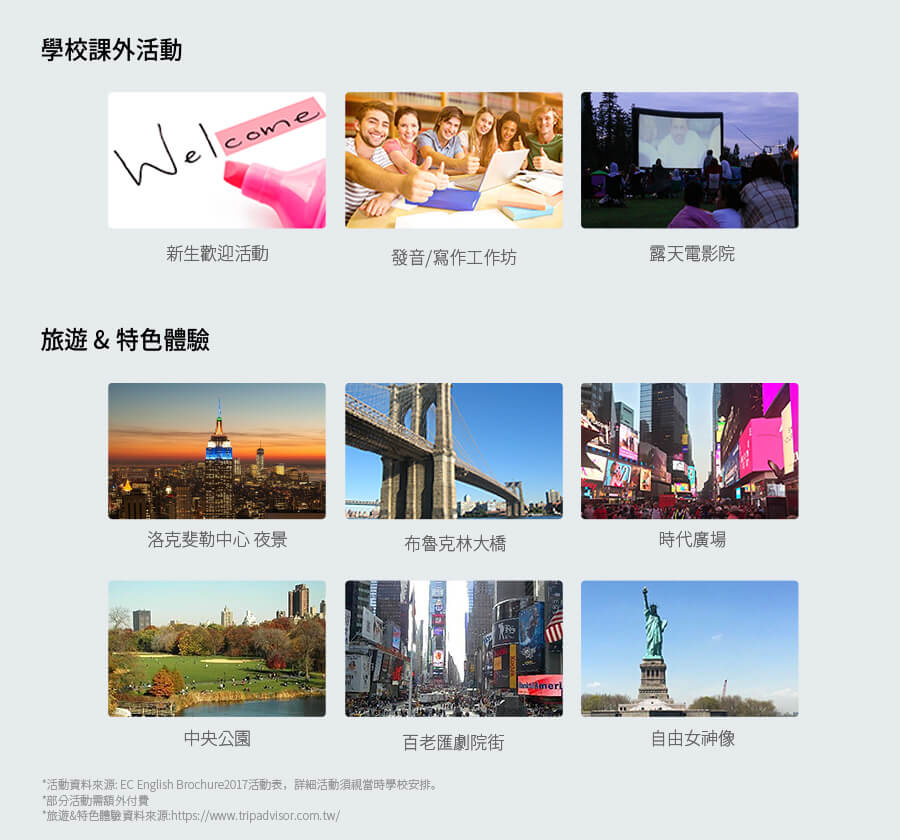 學校課外活動
Welcome
新生歡迎活動
發音/寫作工作坊
露天電影院
旅遊 & 特色體驗
洛克斐勒中心 夜景
布魯克林大橋
時代廣場
中央公園
百老匯劇院街
自由女神像
*活動資料來源: EC English Brochure2017活動表，詳細活動須視當時學校安排。
*部分活動需額外付費
*旅遊&特色體驗資料來源:https://www.tripadvisor.com.tw/